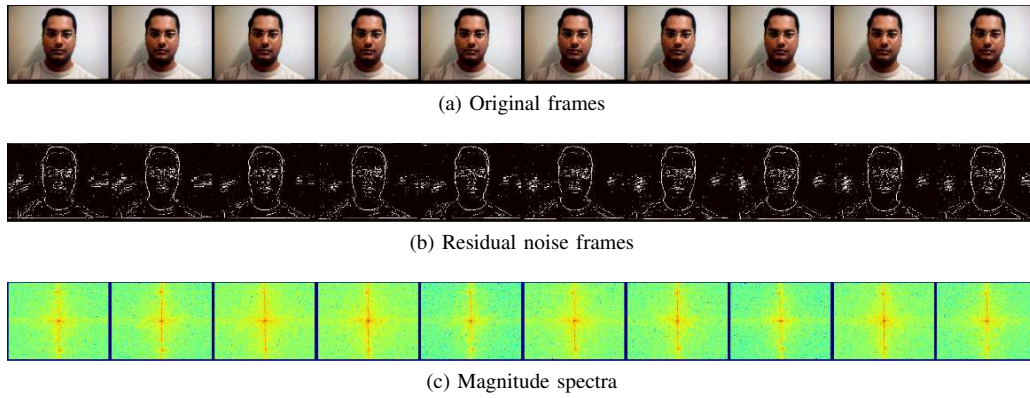 (a) Original frames
(b) Residual noise frames
(c) Magnitude spectra